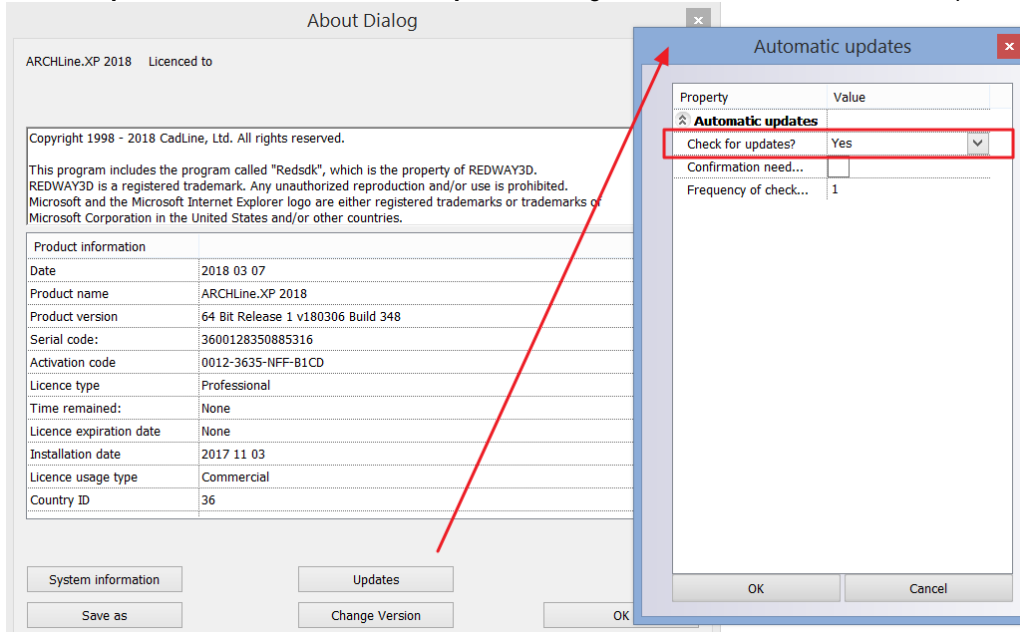 About Dialog
ARCHLine.XP 2018 Licenced to
Copyright 1998 - 2018 CadLine, Ltd. All rights reserved.
This program includes the program called "Redsdk", which is the property of REDWAY3D.
REDWAY3D is a registered trademark. Any unauthorized reproduction and/or use is prohibited.
Microsoft and the Microsoft Internet Explorer logo are either registered trademarks or trademarks of
Microsoft Corporation in the United States and/or other countries.
Product information
Date 2018 03 07
Product name ARCHLine.XP 2018
Product version 64 Bit Release 1 v180306 Build 348
Serial code: 3600128350885316
Activation code 0012-3635-NFF-B1CD
Licence type Professional
Time remained: None
Licence expiration date None
Installation date 2017 11 03
Licence usage type Commercial
Country ID 36
System information Updates
Save as Change Version OK
Automatic updates
Property Value
Automatic updates
Check for updates? Yes
Confirmation need...
Frequency of check... 1
OK Cancel